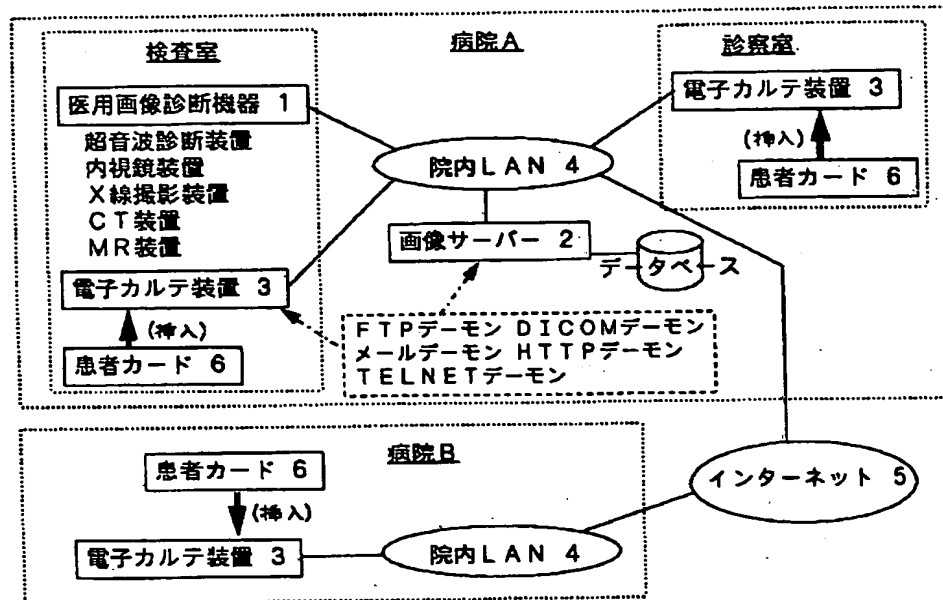 病院A
検査室
医用画像診断機器 1
超音波診断装置
内視鏡装置
X線撮影装置
CT装置
MR装置
電子カルテ装置 3
(挿入)
患者カード 6
院内LAN 4
画像サーバー 2
データベース
FTPデーモン DICOMデーモン
メールデーモン HTTPデーモン
TELNETデーモン
診察室
電子カルテ装置 3
(挿入)
患者カード 6
病院B
患者カード 6
(挿入)
電子カルテ装置 3
院内LAN 4
インターネット 5